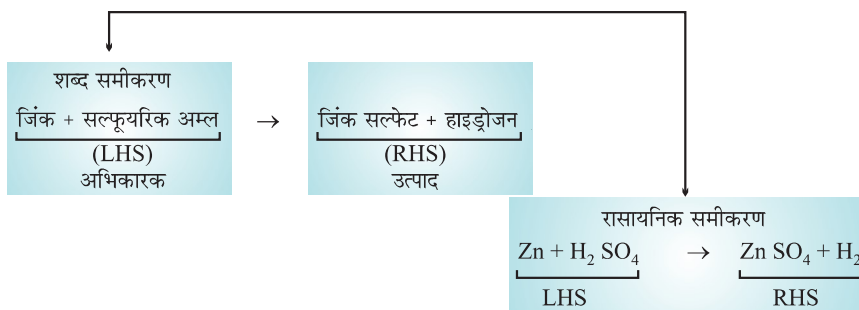 शब्द समीकरण
जिंक + सल्फ्यूरिक अम्ल → जिंक सल्फेट + हाइड्रोजन
(LHS) (RHS)
अभिकारक उत्पाद
रासायनिक समीकरण
Zn + H₂ SO₄ → Zn SO₄ + H₂
LHS RHS